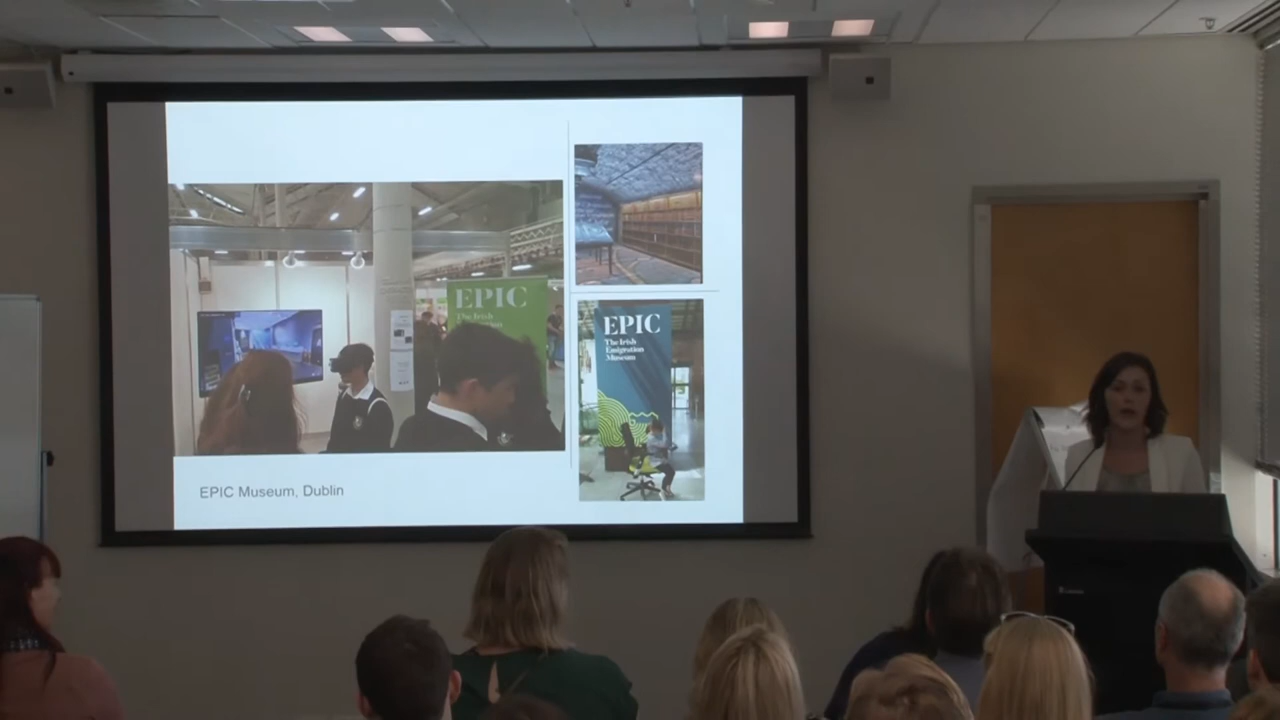 EPIC
The Irish
EPIC
The Irish
Emigration
Museum
EPIC Museum, Dublin